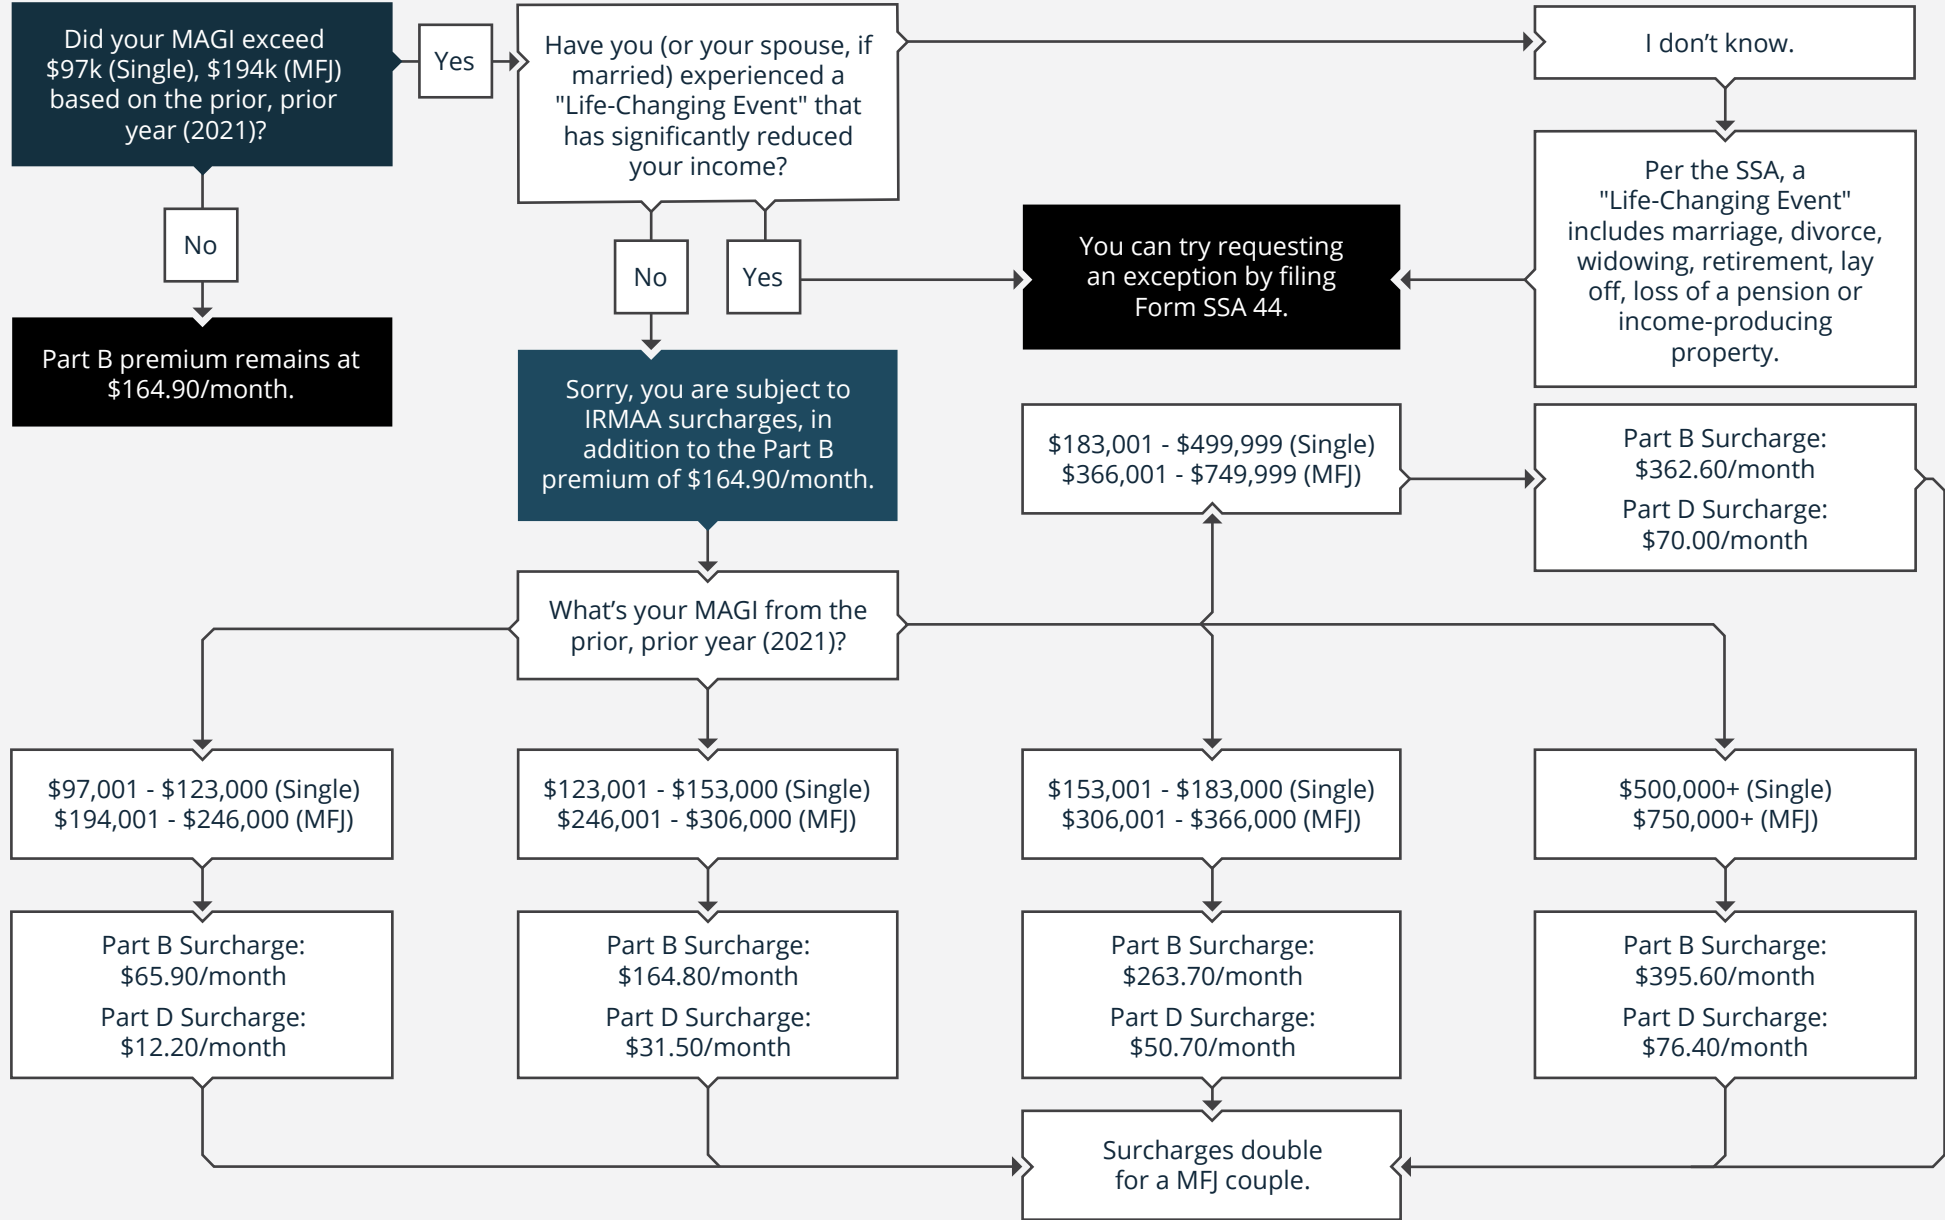 Did your MAGI exceed
$97k (Single), $194k (MFJ)
based on the prior, prior
year (2021)?
Yes
Have you (or your spouse, if
married) experienced a
"Life-Changing Event" that
has significantly reduced
your income?
I don’t know.
No
Part B premium remains at
$164.90/month.
No
Yes
You can try requesting
an exception by filing
Form SSA 44.
Per the SSA, a
"Life-Changing Event"
includes marriage, divorce,
widowing, retirement, lay
off, loss of a pension or
income-producing
property.
Sorry, you are subject to
IRMAA surcharges, in
addition to the Part B
premium of $164.90/month.
$183,001 - $499,999 (Single)
$366,001 - $749,999 (MFJ)
Part B Surcharge:
$362.60/month
Part D Surcharge:
$70.00/month
What’s your MAGI from the
prior, prior year (2021)?
$97,001 - $123,000 (Single)
$194,001 - $246,000 (MFJ)
$123,001 - $153,000 (Single)
$246,001 - $306,000 (MFJ)
$153,001 - $183,000 (Single)
$306,001 - $366,000 (MFJ)
$500,000+ (Single)
$750,000+ (MFJ)
Part B Surcharge:
$65.90/month
Part D Surcharge:
$12.20/month
Part B Surcharge:
$164.80/month
Part D Surcharge:
$31.50/month
Part B Surcharge:
$263.70/month
Part D Surcharge:
$50.70/month
Part B Surcharge:
$395.60/month
Part D Surcharge:
$76.40/month
Surcharges double
for a MFJ couple.